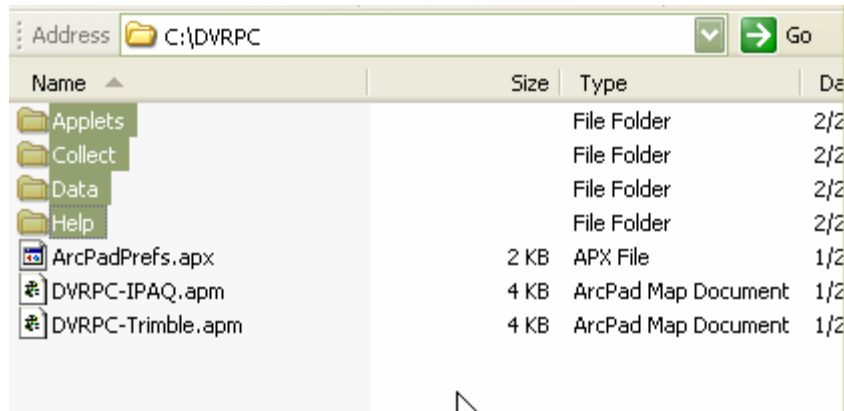 Address C:\DVRPC Go
Name Size Type Da
Applets File Folder 2/2
Collect File Folder 2/2
Data File Folder 2/2
Help File Folder 2/2
ArcPadPrefs.apx 2 KB APX File 1/2
DVRPC-IPAQ.apm 4 KB ArcPad Map Document 1/2
DVRPC-Trimble.apm 4 KB ArcPad Map Document 1/2